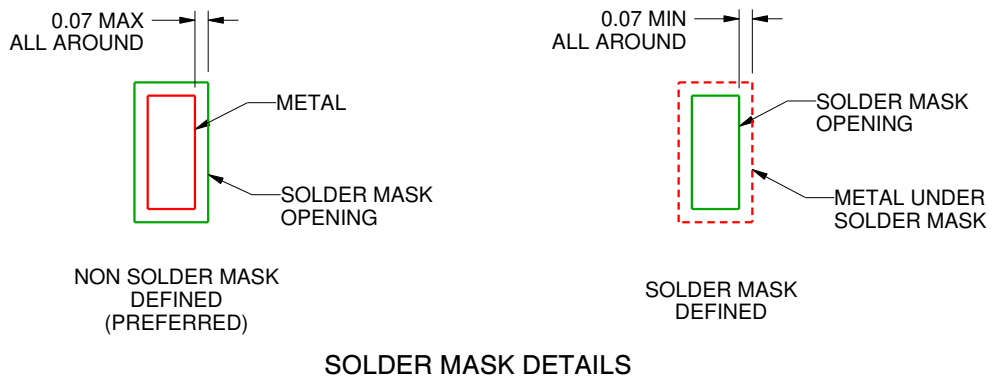 0.07 MAX
ALL AROUND
METAL
SOLDER MASK
OPENING
NON SOLDER MASK
DEFINED
(PREFERRED)
0.07 MIN
ALL AROUND
SOLDER MASK
OPENING
METAL UNDER
SOLDER MASK
SOLDER MASK
DEFINED
SOLDER MASK DETAILS